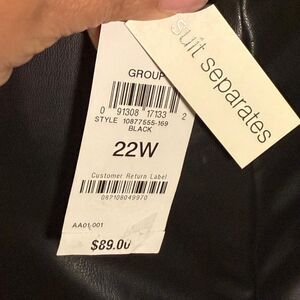 GROUP
0 91308 17133 2
STYLE 10877555-169
BLACK
22W
Customer Return Label
087108049970
AA01.001
$89.00
suit separates